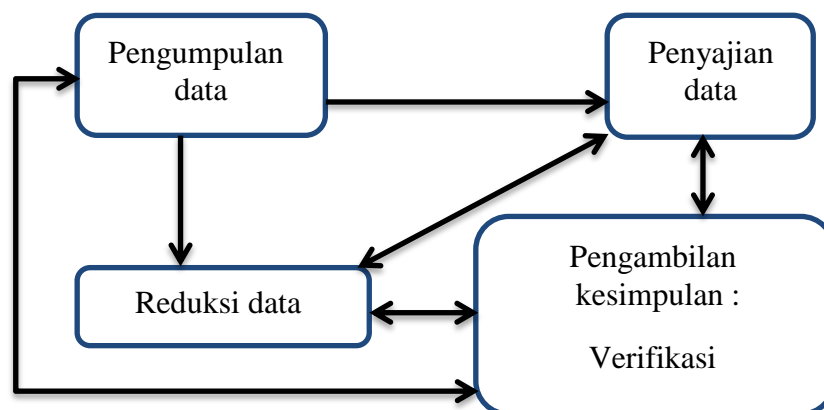 Pengumpulan
data
Penyajian
data
Reduksi data
Pengambilan
kesimpulan :
Verifikasi